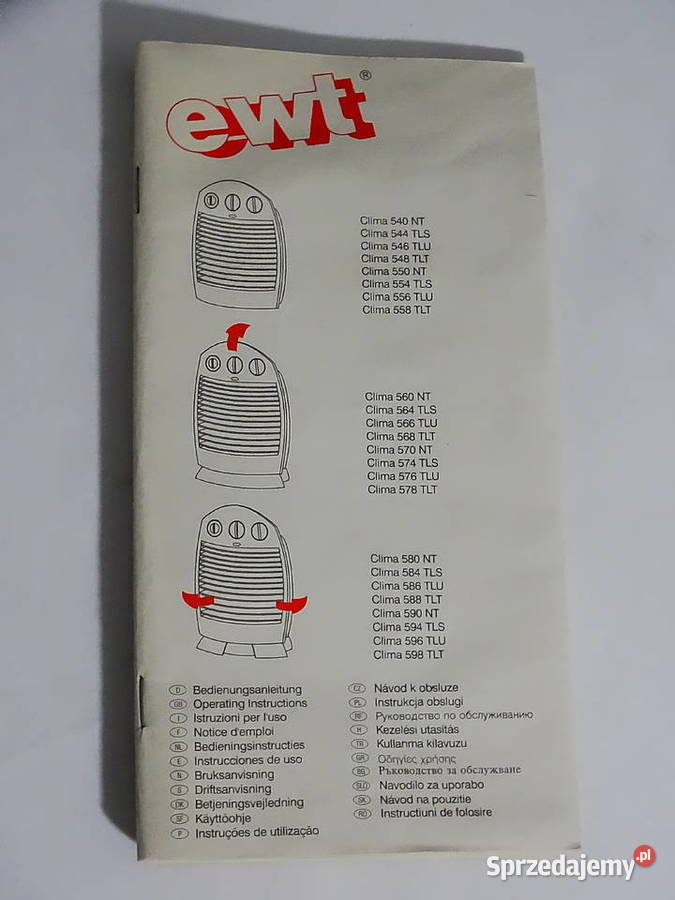 ewt®
Clima 540 NT
Clima 544 TLS
Clima 546 TLU
Clima 548 TLT
Clima 550 NT
Clima 554 TLS
Clima 556 TLU
Clima 558 TLT
Clima 560 NT
Clima 564 TLS
Clima 566 TLU
Clima 568 TLT
Clima 570 NT
Clima 574 TLS
Clima 576 TLU
Clima 578 TLT
Clima 580 NT
Clima 584 TLS
Clima 586 TLU
Clima 588 TLT
Clima 590 NT
Clima 594 TLS
Clima 596 TLU
Clima 598 TLT
D Bedienungsanleitung
GB Operating Instructions
I Istruzioni per l'uso
F Notice d'emploi
NL Bedieningsinstructies
E Instrucciones de uso
N Bruksanvisning
S Driftsanvisning
DK Betjeningsvejledning
SF Käyttöohje
P Instruções de utilização
CZ Návod k obsluze
PL Instrukcja obsługi
RF Руководство по обслуживанию
H Kezelési utasítás
TR Kullanma kılavuzu
GR Οδηγίες χρήσης
BG Ръководство за обслужване
SLO Navodilo za uporabo
SK Návod na pouzitie
RO Instructiuni de folosire
Sprzedajemy.pl